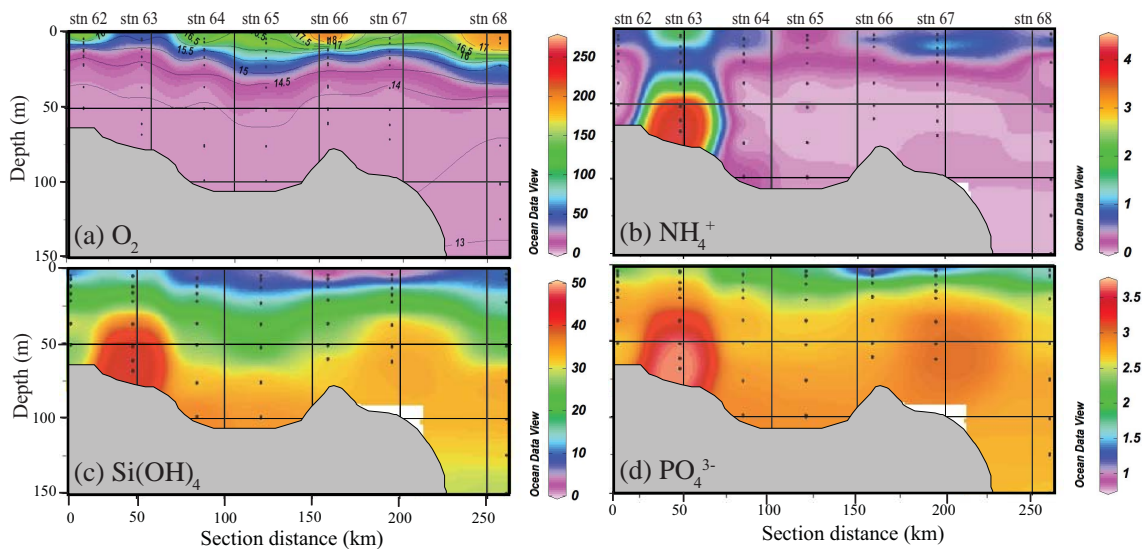 stn 62 stn 63 stn 64 stn 65 stn 66 stn 67 stn 68
0
50
100
150
Depth (m)
16 15.5 16.5 15 14.5 17.5 18 17 14 16.5 17 16 13
(a) O₂
250
200
150
100
50
0
Ocean Data View
stn 62 stn 63 stn 64 stn 65 stn 66 stn 67 stn 68
(b) NH₄⁺
4
3
2
1
0
Ocean Data View
0
50
100
150
Depth (m)
(c) Si(OH)₄
50
40
30
20
10
0
Ocean Data View
0 50 100 150 200 250
Section distance (km)
(d) PO₄³⁻
3.5
3
2.5
2
1.5
1
Ocean Data View
0 50 100 150 200 250
Section distance (km)